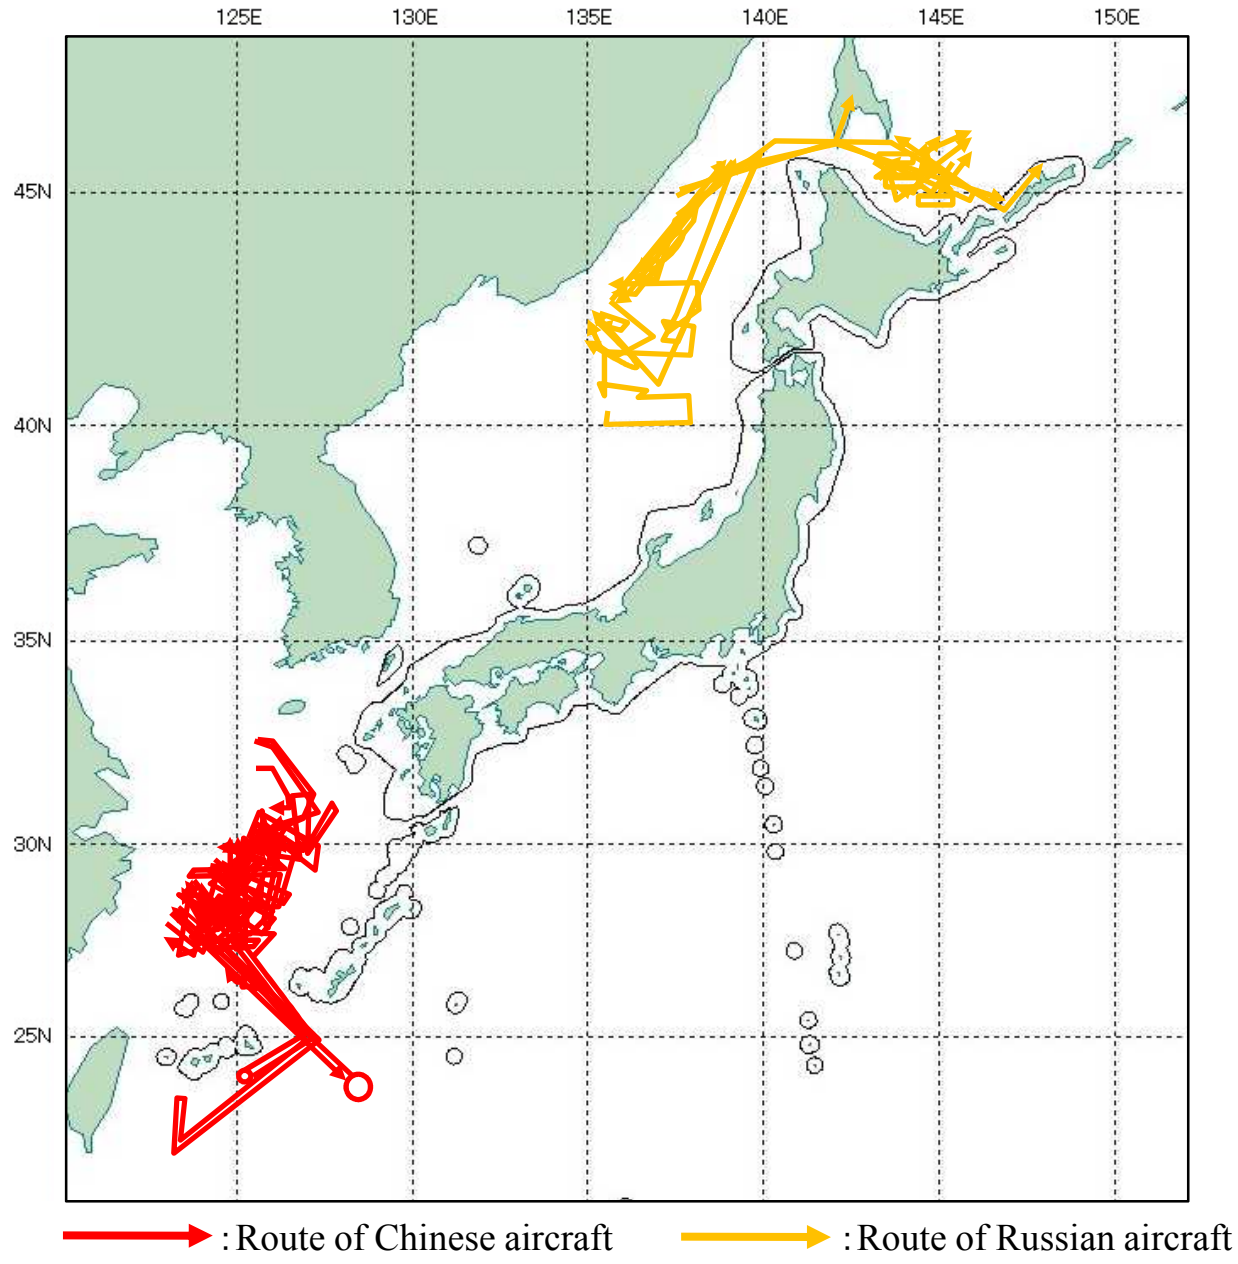 125E 130E 135E 140E 145E 150E
45N
40N
35N
30N
25N
: Route of Chinese aircraft : Route of Russian aircraft